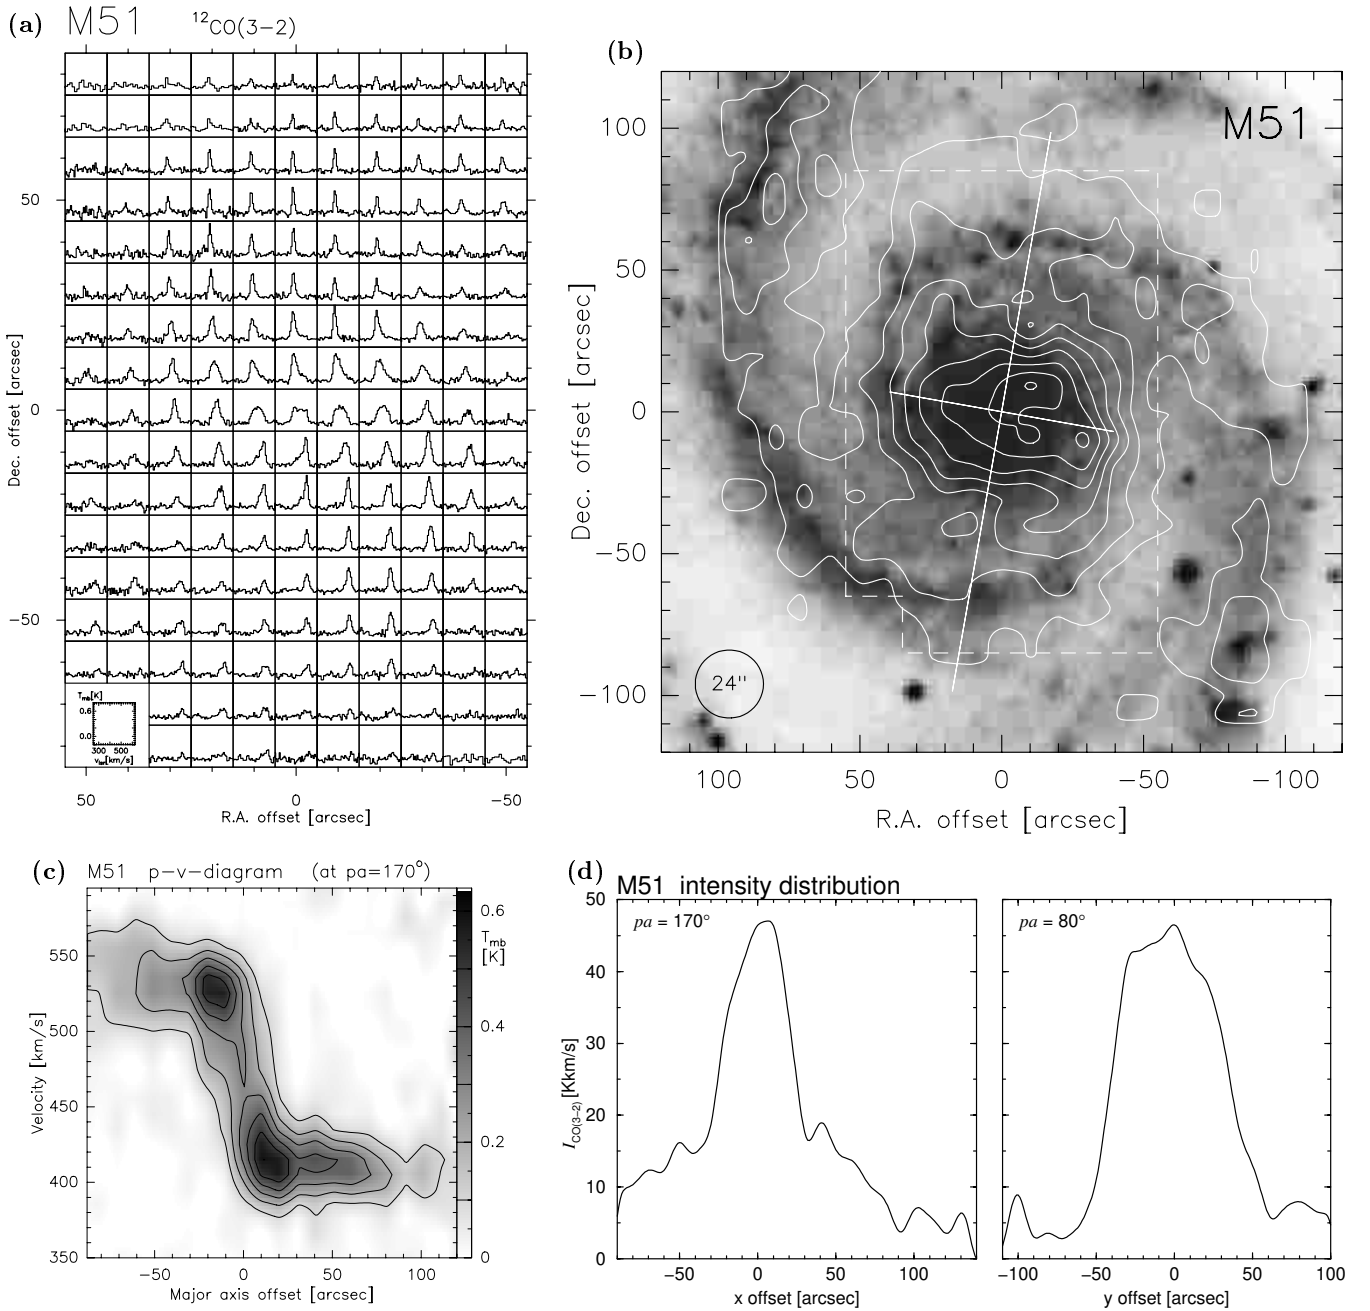 (a) M51 ¹²CO(3−2)
50
0
−50
Dec. offset [arcsec]
T_mb[K]
0.6
0.0
300 500
v_lsr[km/s]
50 0 −50
R.A. offset [arcsec]
(b)
M51
100
50
0
−50
−100
Dec. offset [arcsec]
24"
100 50 0 −50 −100
R.A. offset [arcsec]
(c) M51 p−v−diagram (at pa=170°)
550
500
450
400
350
Velocity [km/s]
−50 0 50 100
Major axis offset [arcsec]
0.6
T_mb
[K]
0.4
0.2
0
(d) M51 intensity distribution
50
40
30
20
10
0
I_CO(3−2) [Kkm/s]
pa = 170°
−50 0 50 100
x offset [arcsec]
pa = 80°
−100 −50 0 50 100
y offset [arcsec]